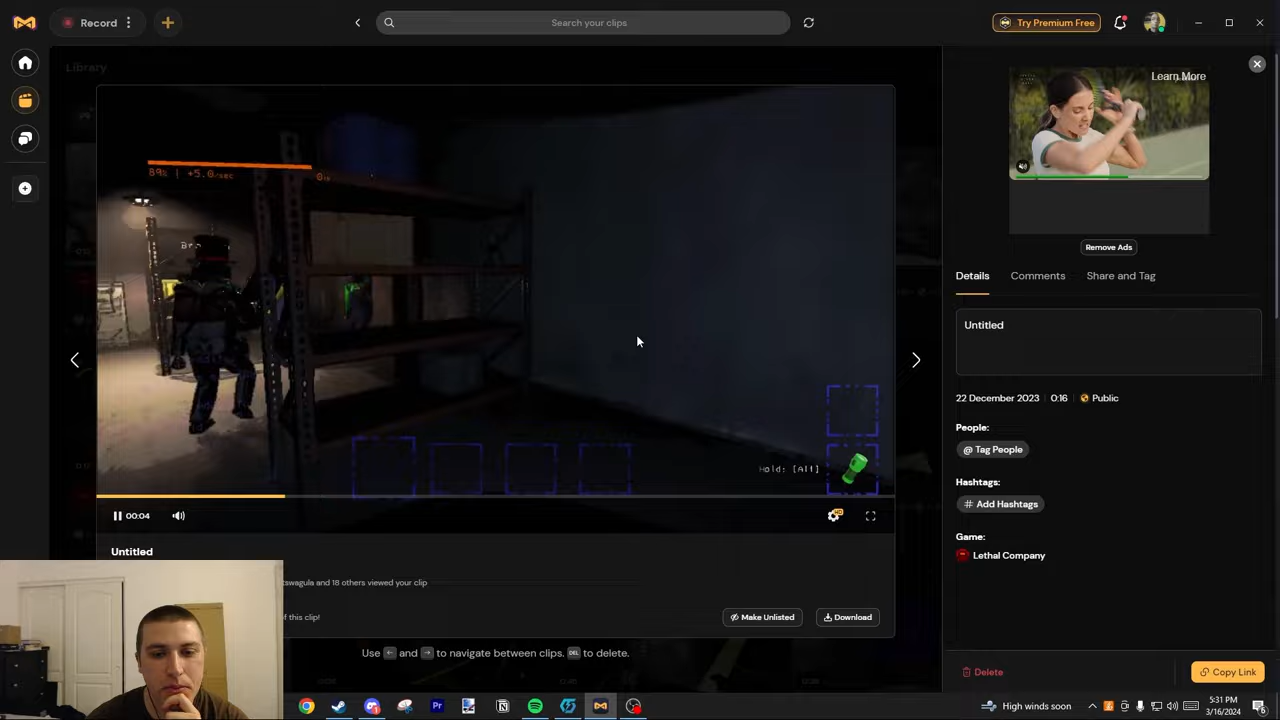 Record
Search your clips
Try Premium Free
Library
Learn More
89% | +5.0/sec
Hold: [Alt]
Remove Ads
Details Comments Share and Tag
Untitled
22 December 2023 0:16 Public
People:
@ Tag People
Hashtags:
# Add Hashtags
Game:
Lethal Company
00:04
HD
Untitled
tswagula and 18 others viewed your clip
of this clip!
Make Unlisted Download
Use ← and → to navigate between clips. DEL to delete.
Delete Copy Link
High winds soon
5:31 PM
3/16/2024